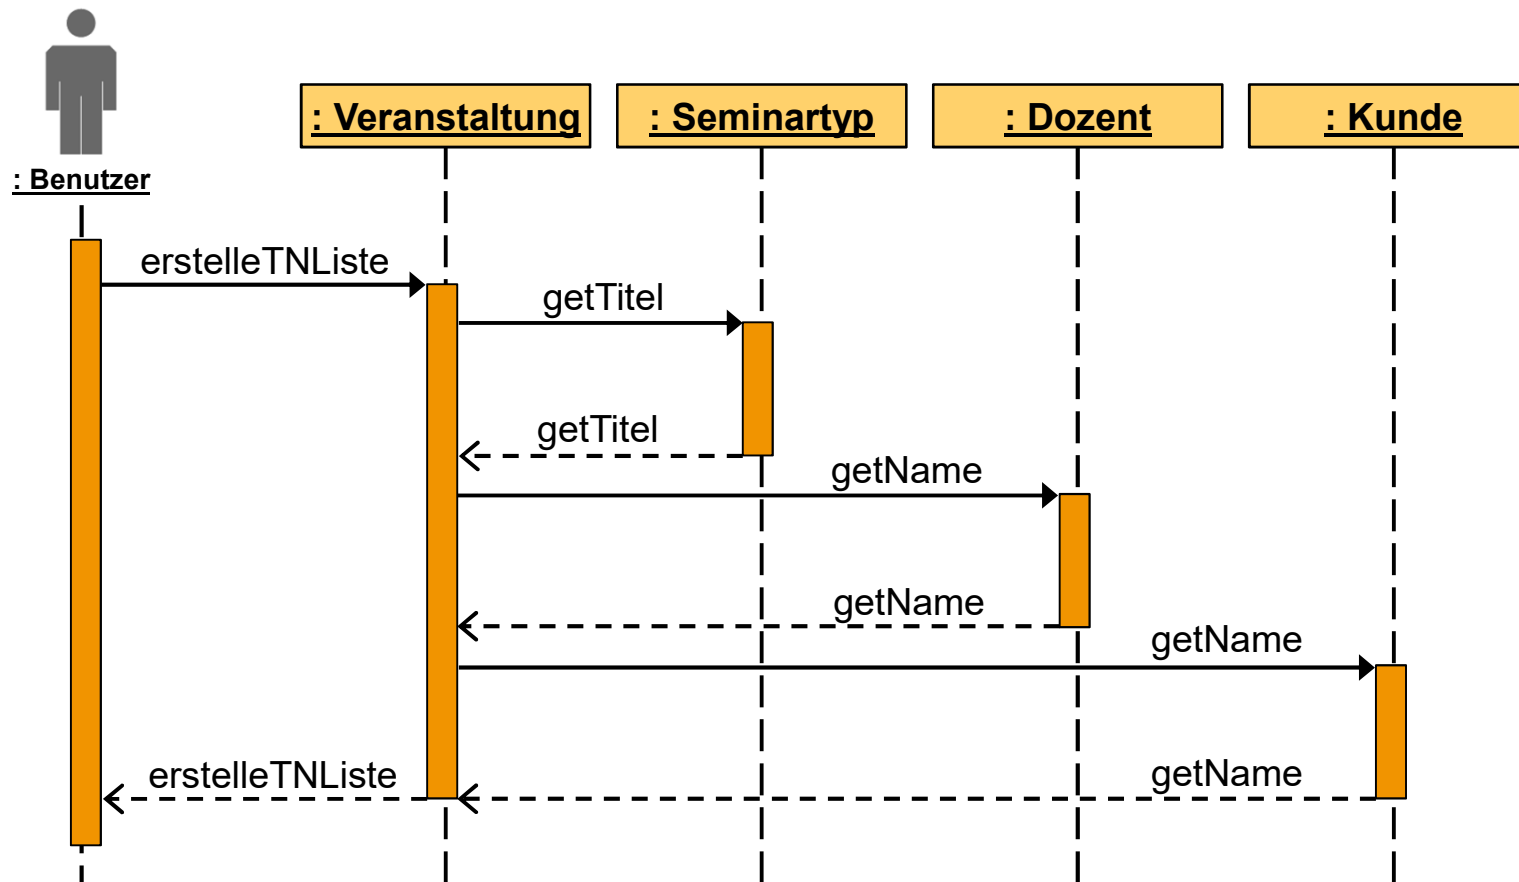 : Veranstaltung
: Seminartyp
: Dozent
: Kunde
: Benutzer
erstelleTNListe
getTitel
getTitel
getName
getName
getName
erstelleTNListe
getName